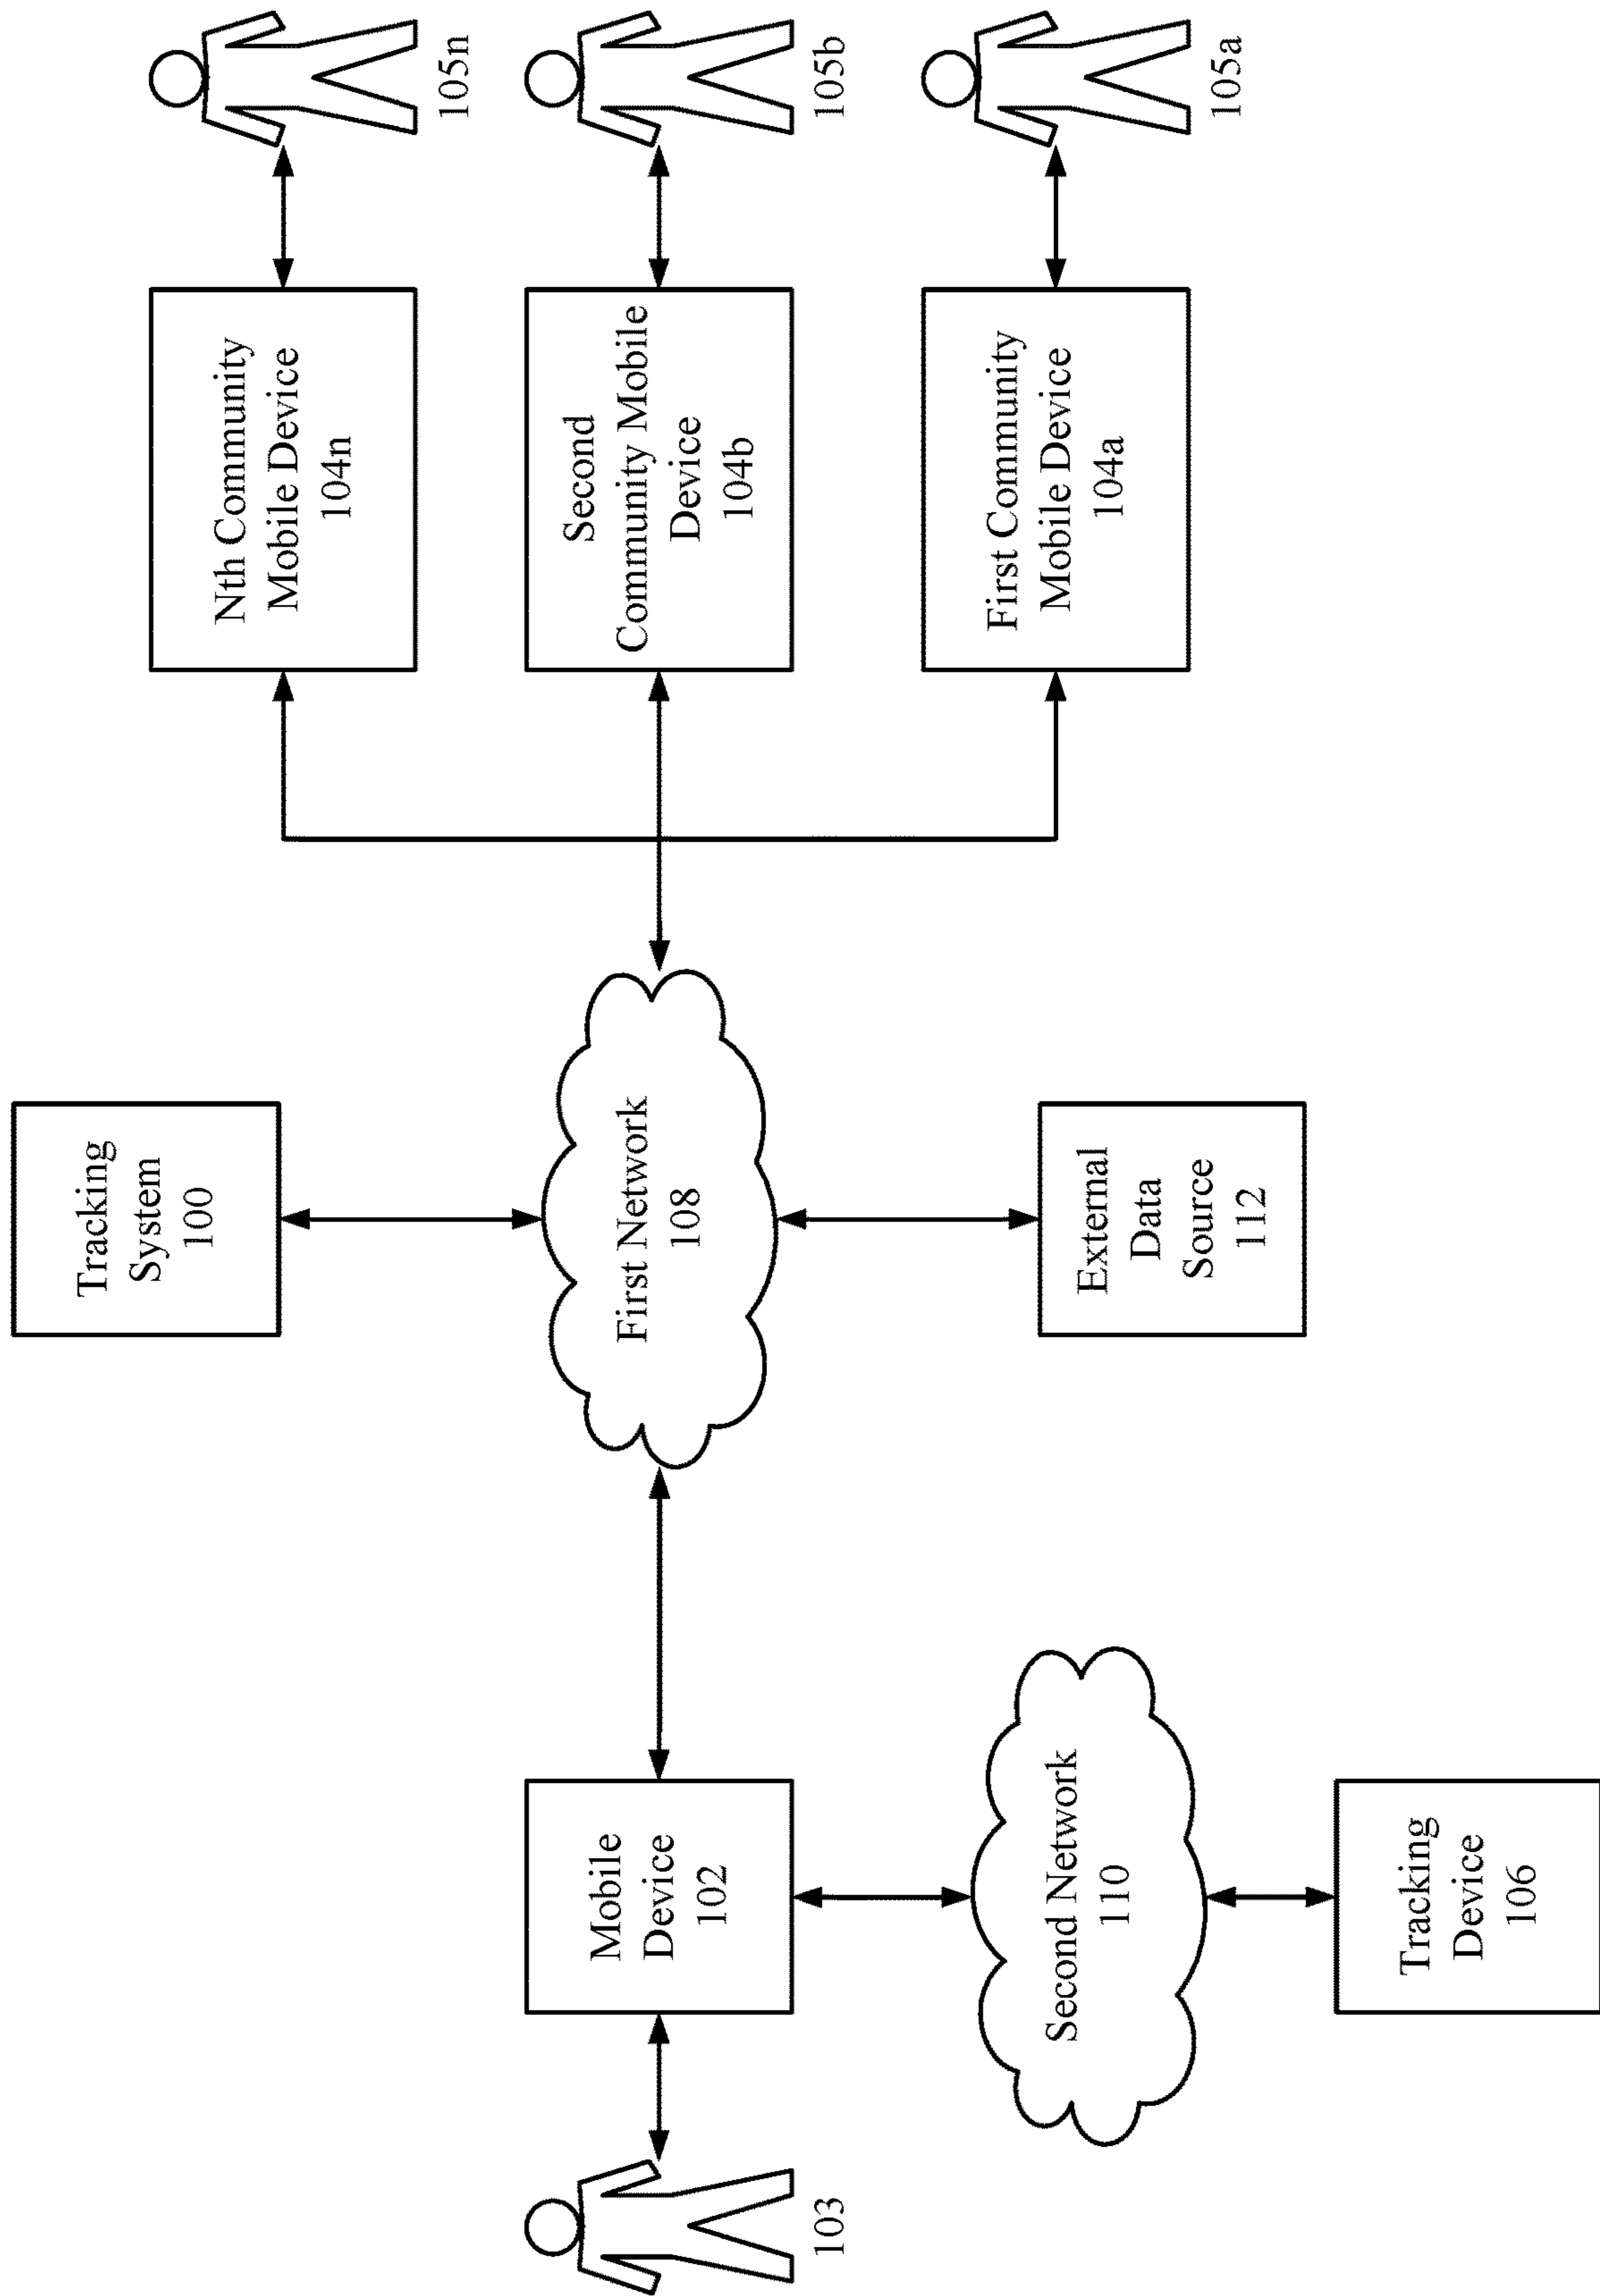 Tracking
System
100
105n
Nth Community
Mobile Device
104n
103
Mobile
Device
102
First Network
108
Second
Community Mobile
Device
104b
105b
Second Network
110
External
Data
Source
112
First Community
Mobile Device
104a
105a
Tracking
Device
106